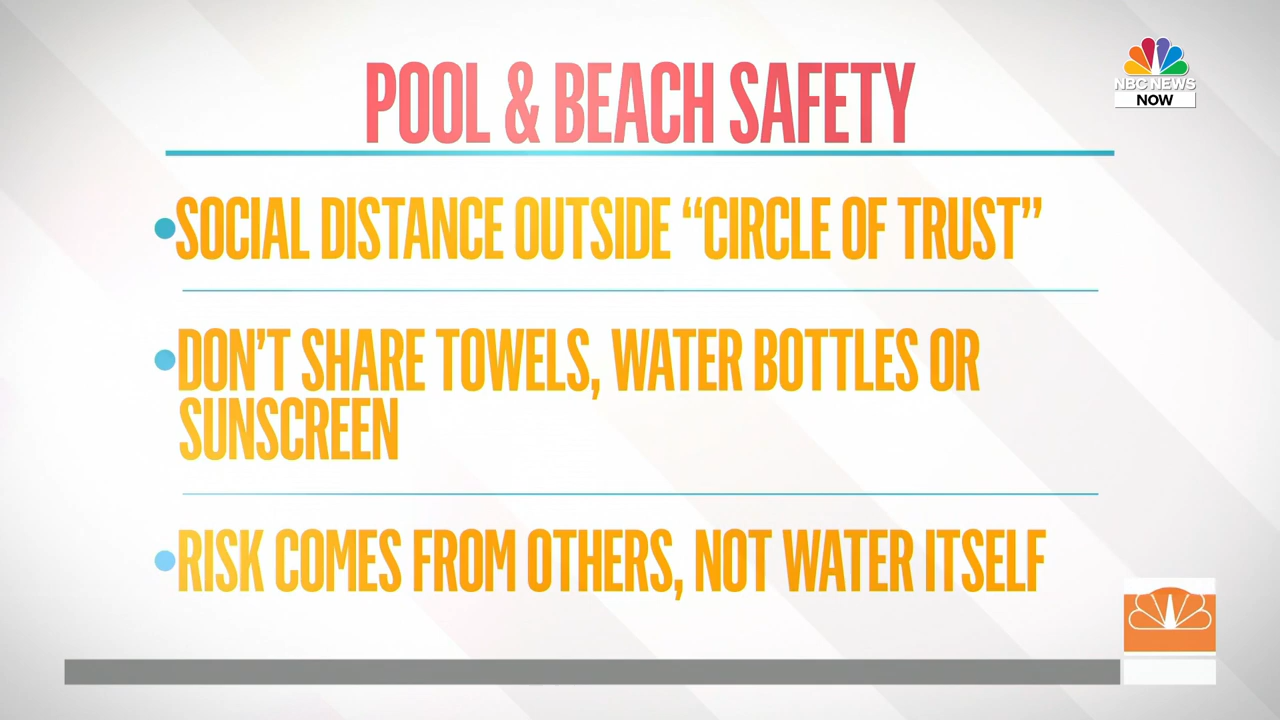 POOL & BEACH SAFETY
NBC NEWS
NOW
•SOCIAL DISTANCE OUTSIDE “CIRCLE OF TRUST”
•DON’T SHARE TOWELS, WATER BOTTLES OR
SUNSCREEN
•RISK COMES FROM OTHERS, NOT WATER ITSELF